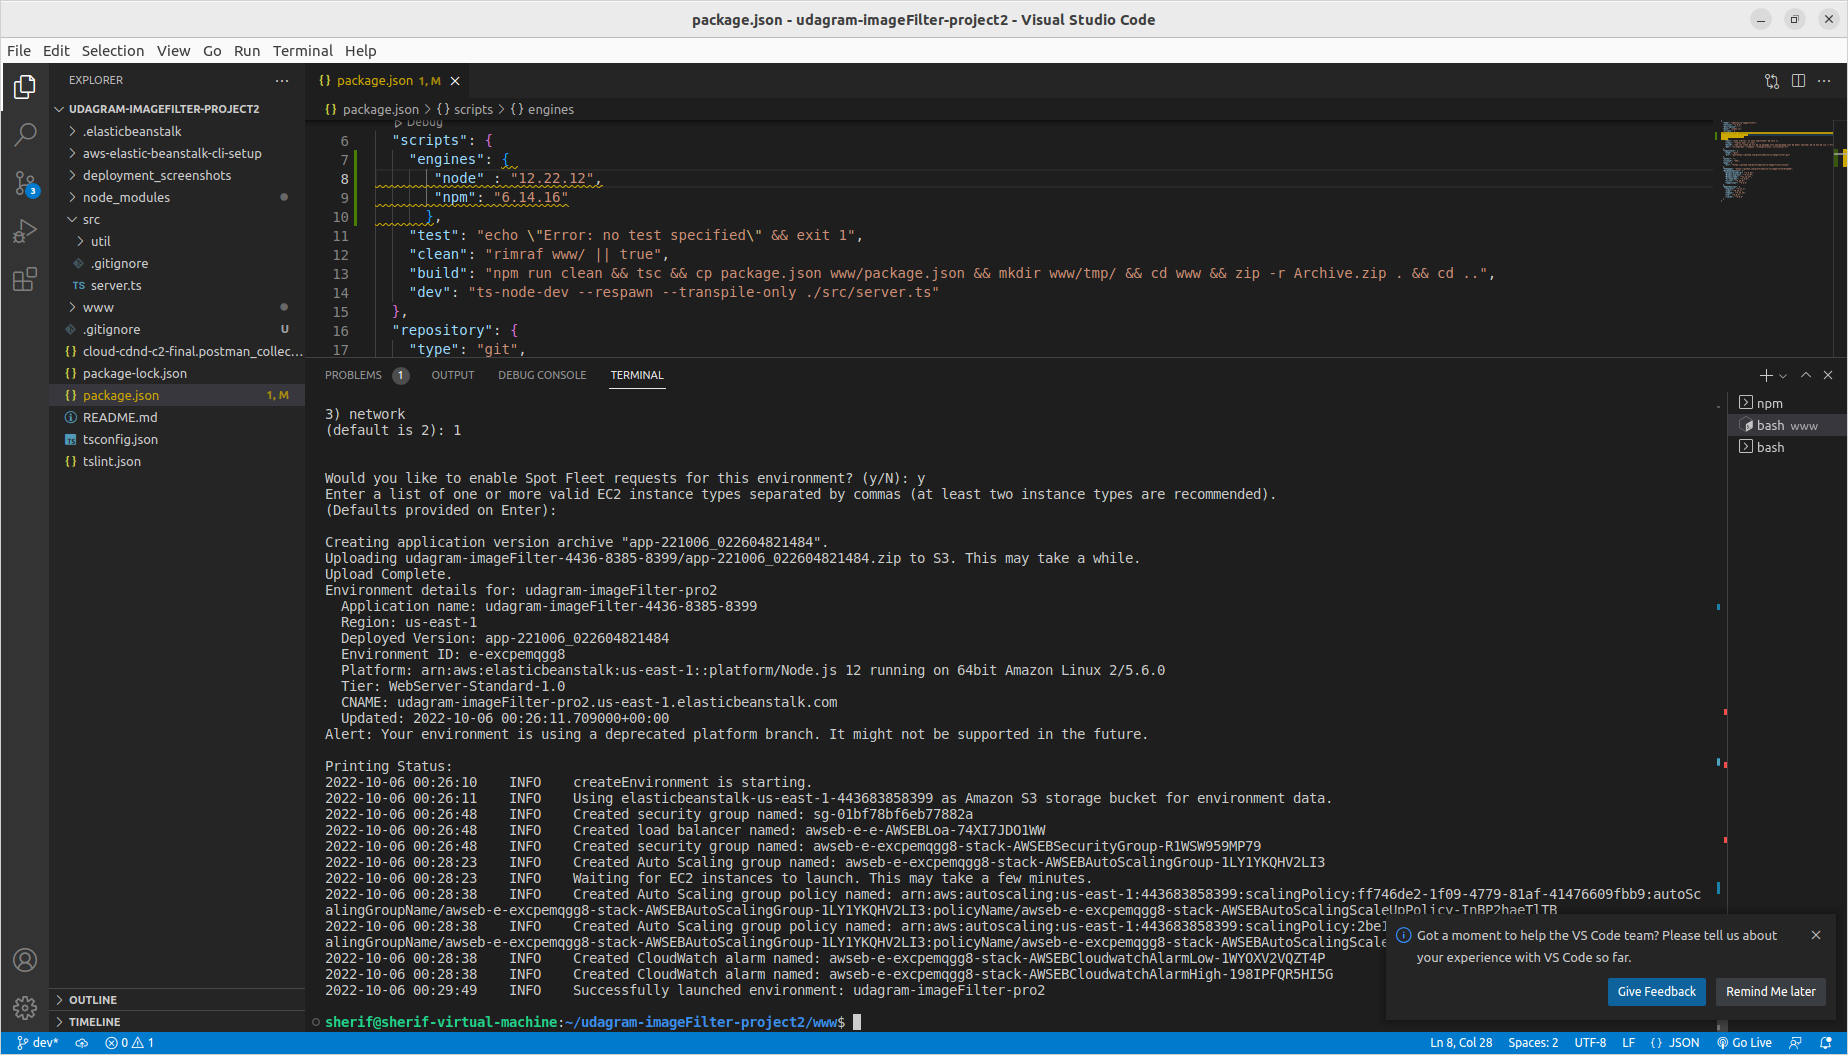 package.json - udagram-imageFilter-project2 - Visual Studio Code
File Edit Selection View Go Run Terminal Help
EXPLORER
UDAGRAM-IMAGEFILTER-PROJECT2
.elasticbeanstalk
aws-elastic-beanstalk-cli-setup
deployment_screenshots
node_modules
src
util
.gitignore
TS server.ts
www
.gitignore U
{} cloud-cdnd-c2-final.postman_collec...
{} package-lock.json
{} package.json 1, M
README.md
tsconfig.json
{} tslint.json
OUTLINE
TIMELINE
3
{} package.json 1, M
{} package.json > {} scripts > {} engines
Debug
6 "scripts": {
7 "engines": {
8 "node" : "12.22.12",
9 "npm": "6.14.16"
10 },
11 "test": "echo \"Error: no test specified\" && exit 1",
12 "clean": "rimraf www/ || true",
13 "build": "npm run clean && tsc && cp package.json www/package.json && mkdir www/tmp/ && cd www && zip -r Archive.zip . && cd ..",
14 "dev": "ts-node-dev --respawn --transpile-only ./src/server.ts"
15 },
16 "repository": {
17 "type": "git",
PROBLEMS 1 OUTPUT DEBUG CONSOLE TERMINAL
3) network
(default is 2): 1
Would you like to enable Spot Fleet requests for this environment? (y/N): y
Enter a list of one or more valid EC2 instance types separated by commas (at least two instance types are recommended).
(Defaults provided on Enter):
Creating application version archive "app-221006_022604821484".
Uploading udagram-imageFilter-4436-8385-8399/app-221006_022604821484.zip to S3. This may take a while.
Upload Complete.
Environment details for: udagram-imageFilter-pro2
Application name: udagram-imageFilter-4436-8385-8399
Region: us-east-1
Deployed Version: app-221006_022604821484
Environment ID: e-excpemqgg8
Platform: arn:aws:elasticbeanstalk:us-east-1::platform/Node.js 12 running on 64bit Amazon Linux 2/5.6.0
Tier: WebServer-Standard-1.0
CNAME: udagram-imageFilter-pro2.us-east-1.elasticbeanstalk.com
Updated: 2022-10-06 00:26:11.709000+00:00
Alert: Your environment is using a deprecated platform branch. It might not be supported in the future.
Printing Status:
2022-10-06 00:26:10 INFO createEnvironment is starting.
2022-10-06 00:26:11 INFO Using elasticbeanstalk-us-east-1-443683858399 as Amazon S3 storage bucket for environment data.
2022-10-06 00:26:48 INFO Created security group named: sg-01bf78bf6eb77882a
2022-10-06 00:26:48 INFO Created load balancer named: awseb-e-e-AWSEBLoa-74XI7JDO1WW
2022-10-06 00:26:48 INFO Created security group named: awseb-e-excpemqgg8-stack-AWSEBSecurityGroup-R1WSW959MP79
2022-10-06 00:28:23 INFO Created Auto Scaling group named: awseb-e-excpemqgg8-stack-AWSEBAutoScalingGroup-1LY1YKQHV2LI3
2022-10-06 00:28:23 INFO Waiting for EC2 instances to launch. This may take a few minutes.
2022-10-06 00:28:38 INFO Created Auto Scaling group policy named: arn:aws:autoscaling:us-east-1:443683858399:scalingPolicy:ff746de2-1f09-4779-81af-41476609fbb9:autoSc
alingGroupName/awseb-e-excpemqgg8-stack-AWSEBAutoScalingGroup-1LY1YKQHV2LI3:policyName/awseb-e-excpemqgg8-stack-AWSEBAutoScalingScaleUpPolicy-InBP2haeTlTB
2022-10-06 00:28:38 INFO Created Auto Scaling group policy named: arn:aws:autoscaling:us-east-1:443683858399:scalingPolicy:2be1
alingGroupName/awseb-e-excpemqgg8-stack-AWSEBAutoScalingGroup-1LY1YKQHV2LI3:policyName/awseb-e-excpemqgg8-stack-AWSEBAutoScalingScale
2022-10-06 00:28:38 INFO Created CloudWatch alarm named: awseb-e-excpemqgg8-stack-AWSEBCloudwatchAlarmLow-1WYOXV2VQZT4P
2022-10-06 00:28:38 INFO Created CloudWatch alarm named: awseb-e-excpemqgg8-stack-AWSEBCloudwatchAlarmHigh-198IPFQR5HI5G
2022-10-06 00:29:49 INFO Successfully launched environment: udagram-imageFilter-pro2
sherif@sherif-virtual-machine:~/udagram-imageFilter-project2/www$
npm
bash www
bash
Got a moment to help the VS Code team? Please tell us about
your experience with VS Code so far.
Give Feedback Remind Me later
dev* 0 1 Ln 8, Col 28 Spaces: 2 UTF-8 LF {} JSON Go Live